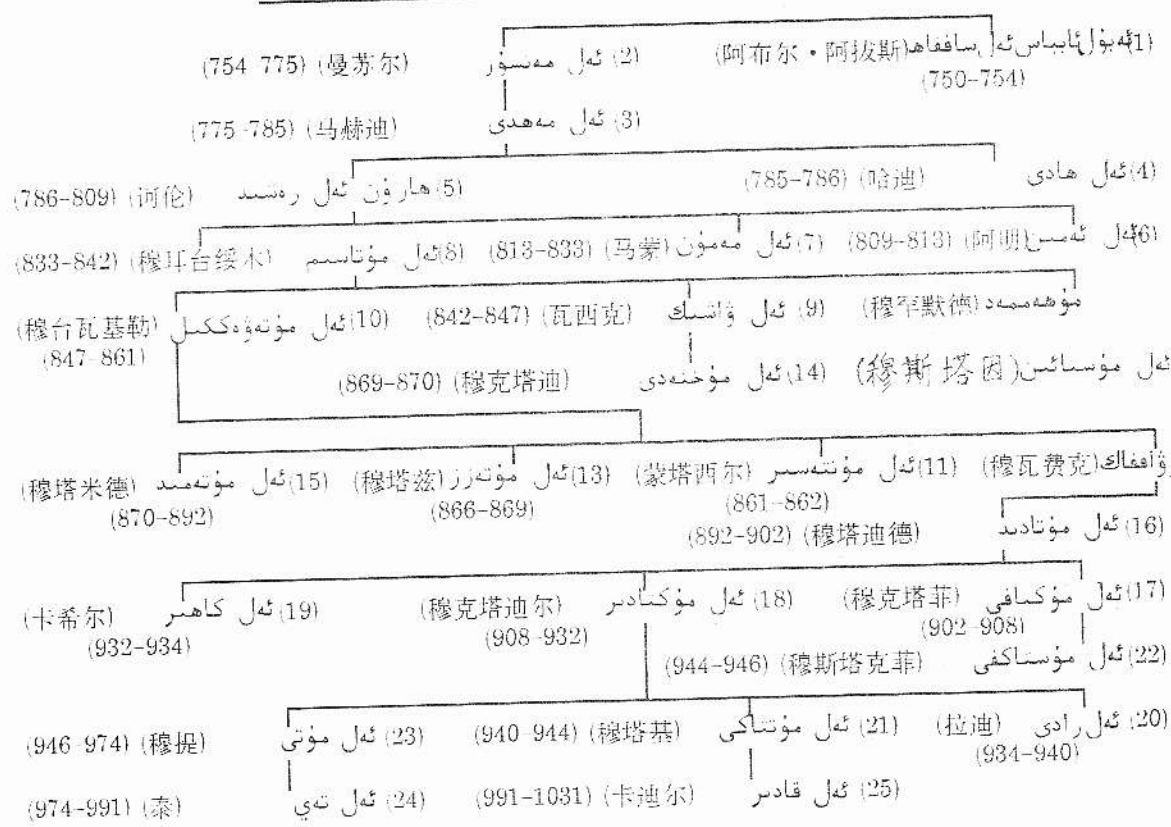 (1) ئەبۇل ئابباس ئەل ساففاھ (阿布尔・阿拔斯) (2) ئەل مەنسۇر (曼苏尔) (754-775)
(750-754)
(3) ئەل مەھدى (马赫迪) (775-785)
(4) ئەل ھادى (哈迪) (785-786) (5) ھارۇن ئەل رەشىد (诃伦) (786-809)
(6) ئەل ئەمىن (阿明) (809-813) (7) ئەل مەمۇن (马蒙) (813-833) (8) ئەل مۇتاسىم (穆耳台绥木) (833-842)
مۇھەممەد (穆罕默德) (9) ئەل ۋاسىك (瓦西克) (842-847) (10) ئەل مۇتەۋەككىل (穆台瓦基勒)
(847-861)
ئەل مۇستائىن (穆斯塔因) (14) ئەل مۇختەدى (穆克塔迪) (869-870)
ۋاففاك (穆瓦费克) (11) ئەل مۇنتەسىر (蒙塔西尔) (13) ئەل مۇتەزز (穆塔兹) (15) ئەل مۇتەمىد (穆塔米德)
(861-862) (866-869) (870-892)
(16) ئەل مۇتادىد (穆塔迪德) (892-902)
(17) ئەل مۇكتافى (穆克塔菲) (18) ئەل مۇكتادىر (穆克塔迪尔) (19) ئەل كاھىر (卡希尔)
(902-908) (908-932) (932-934)
(22) ئەل مۇستاكفى (穆斯塔克菲) (944-946)
(20) ئەل رادى (拉迪) (21) ئەل مۇتتاكى (穆塔基) (940-944) (23) ئەل مۇتى (穆提) (946-974)
(934-940)
(25) ئەل قادىر (卡迪尔) (991-1031) (24) ئەل تەي (泰) (974-991)